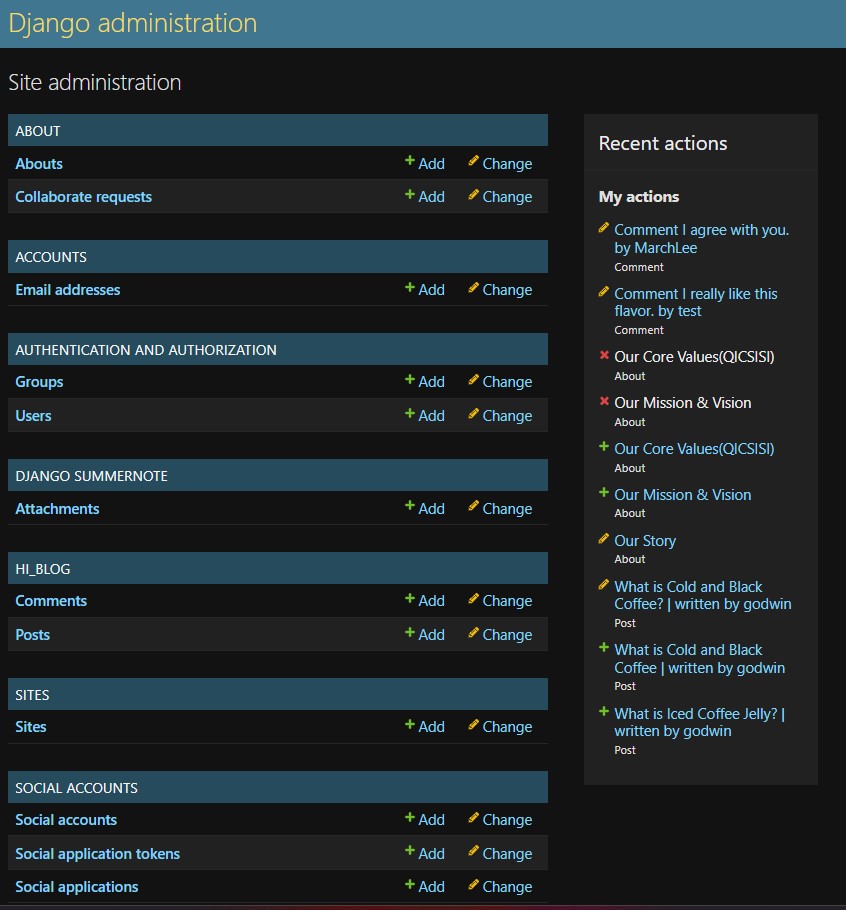 Django administration
Site administration
ABOUT
Abouts Add Change
Collaborate requests Add Change
ACCOUNTS
Email addresses Add Change
AUTHENTICATION AND AUTHORIZATION
Groups Add Change
Users Add Change
DJANGO SUMMERNOTE
Attachments Add Change
HI_BLOG
Comments Add Change
Posts Add Change
SITES
Sites Add Change
SOCIAL ACCOUNTS
Social accounts Add Change
Social application tokens Add Change
Social applications Add Change
Recent actions
My actions
Comment I agree with you.
by MarchLee
Comment
Comment I really like this
flavor. by test
Comment
Our Core Values(QICSISI)
About
Our Mission & Vision
About
Our Core Values(QICSISI)
About
Our Mission & Vision
About
Our Story
About
What is Cold and Black
Coffee? | written by godwin
Post
What is Cold and Black
Coffee | written by godwin
Post
What is Iced Coffee Jelly? |
written by godwin
Post